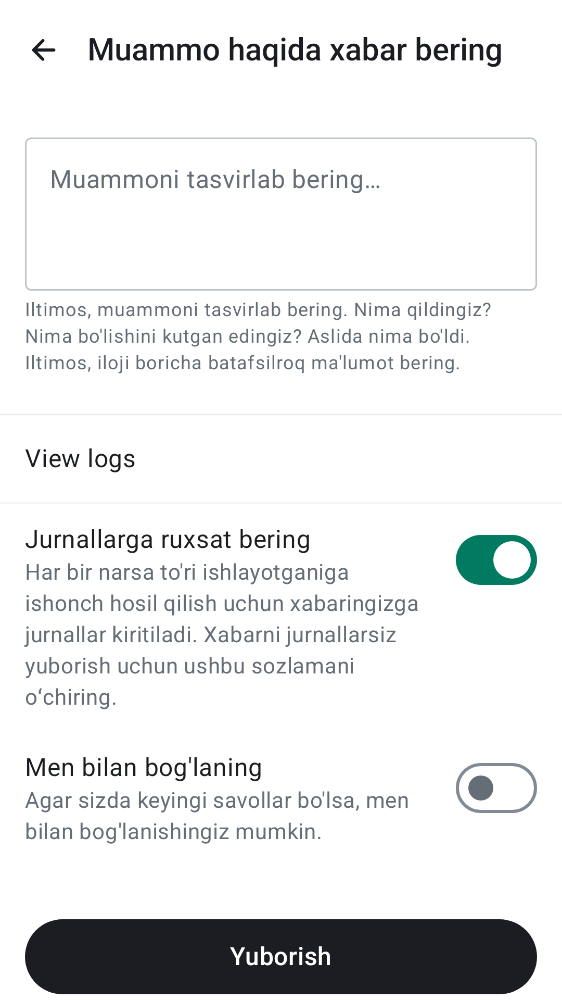 Muammo haqida xabar bering
Muammoni tasvirlab bering…
Iltimos, muammoni tasvirlab bering. Nima qildingiz?
Nima bo'lishini kutgan edingiz? Aslida nima bo'ldi.
Iltimos, iloji boricha batafsilroq ma'lumot bering.
View logs
Jurnallarga ruxsat bering
Har bir narsa to'ri ishlayotganiga
ishonch hosil qilish uchun xabaringizga
jurnallar kiritiladi. Xabarni jurnallarsiz
yuborish uchun ushbu sozlamani
oʻchiring.
Men bilan bog'laning
Agar sizda keyingi savollar bo'lsa, men
bilan bog'lanishingiz mumkin.
Yuborish